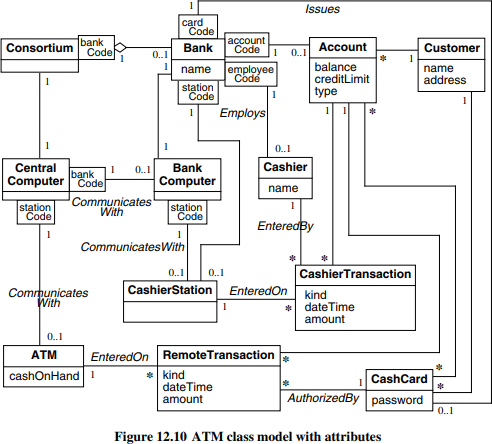 1
Issues
card
Code
Consortium
bank
Code
1
0..1
Bank
name
account
Code
1
0..1
employee
Code
1
station
Code
1
Account
balance
creditLimit
type
*
1
Customer
name
address
1
1
1
1
1
*
Employs
0..1
Cashier
name
1
EnteredBy
*
*
1
Central
Computer
bank
Code
1
0..1
Communicates
With
1
Bank
Computer
station
Code
station
Code
1
CommunicatesWith
1
0..1
0..1
CashierStation
1
EnteredOn
*
CashierTransaction
kind
dateTime
amount
Communicates
With
0..1
ATM
cashOnHand
EnteredOn
1
*
RemoteTransaction
kind
dateTime
amount
*
*
AuthorizedBy
1
CashCard
password
*
*
0..1
Figure 12.10 ATM class model with attributes